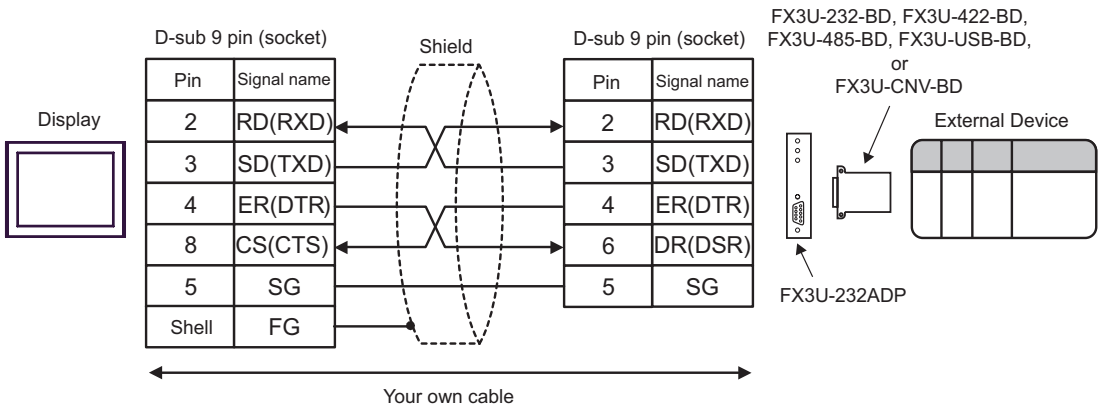 FX3U-232-BD, FX3U-422-BD,
FX3U-485-BD, FX3U-USB-BD,
or
FX3U-CNV-BD
D-sub 9 pin (socket)
Shield
D-sub 9 pin (socket)
Pin Signal name
Pin Signal name
Display
External Device
2 RD(RXD)
2 RD(RXD)
3 SD(TXD)
3 SD(TXD)
4 ER(DTR)
4 ER(DTR)
8 CS(CTS)
6 DR(DSR)
5 SG
5 SG
Shell FG
FX3U-232ADP
Your own cable